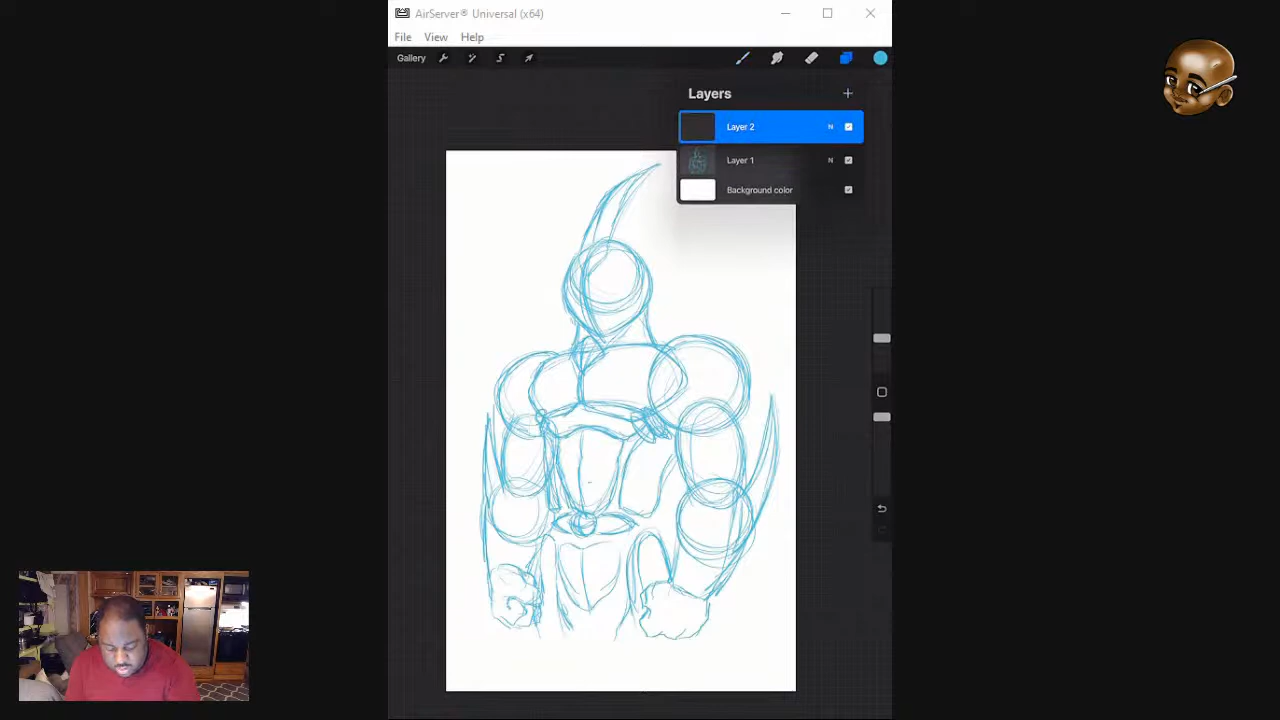 AirServer® Universal (x64)
File View Help
Gallery
Layers
Layer 2 N
Layer 1 N
Background color